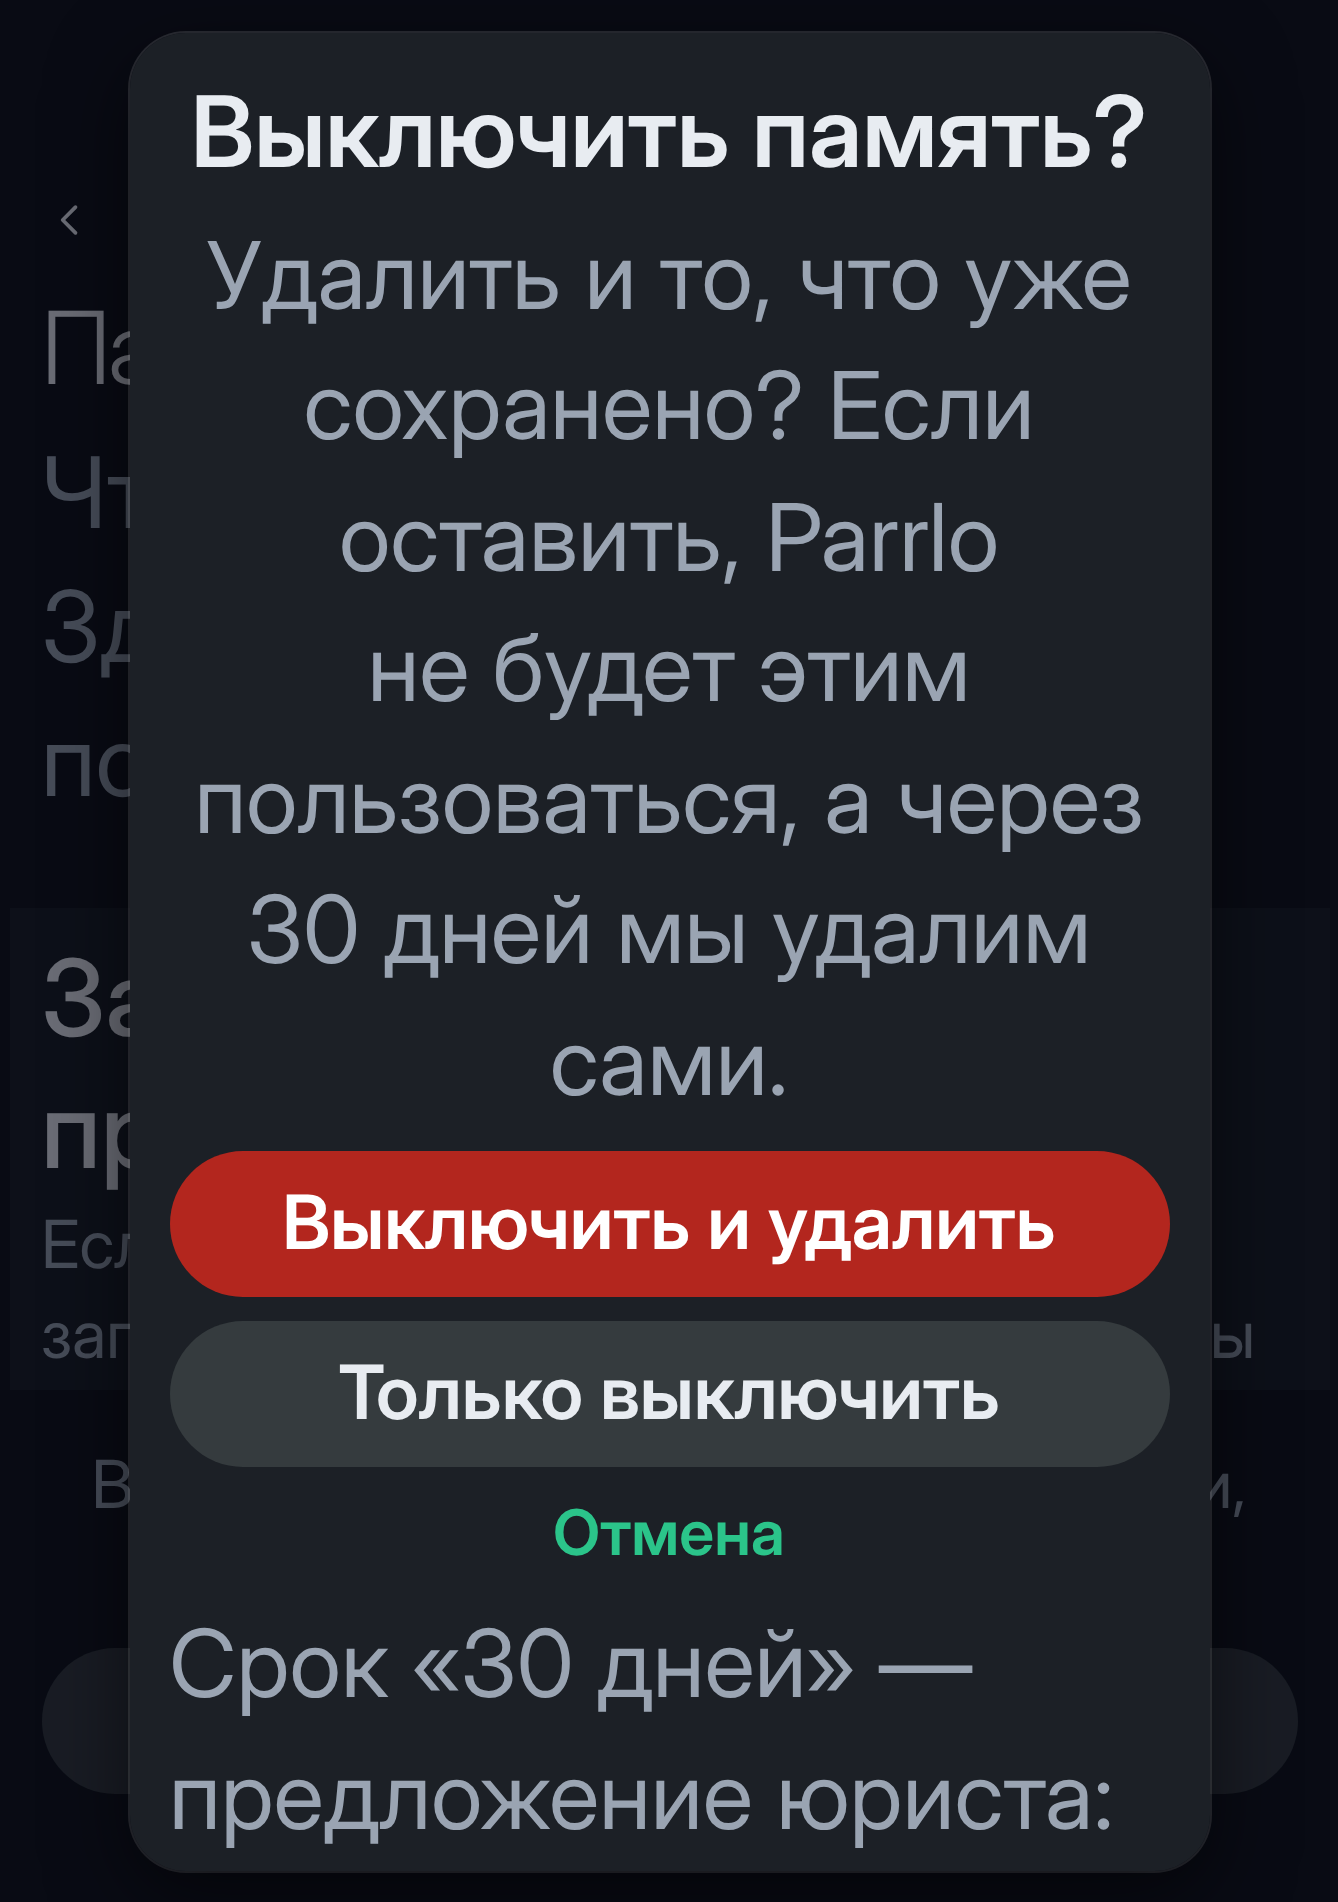 Выключить память?
Удалить и то, что уже
сохранено? Если
оставить, Parrlo
не будет этим
пользоваться, а через
30 дней мы удалим
сами.
Выключить и удалить
Только выключить
Отмена
Срок «30 дней» —
предложение юриста: